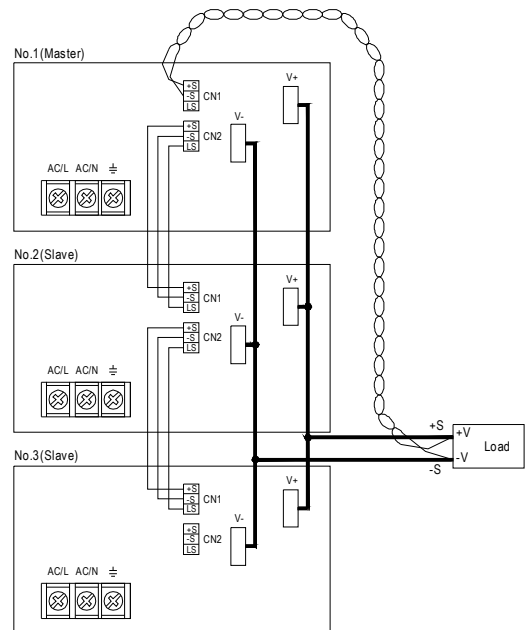 No.1(Master)
+S
-S
LS
CN1
V+
+S
-S
LS
CN2
V-
AC/L AC/N
No.2(Slave)
+S
-S
LS
CN1
V+
+S
-S
LS
CN2
V-
AC/L AC/N
+S
+V
Load
-V
-S
No.3(Slave)
+S
-S
LS
CN1
V+
+S
-S
LS
CN2
V-
AC/L AC/N